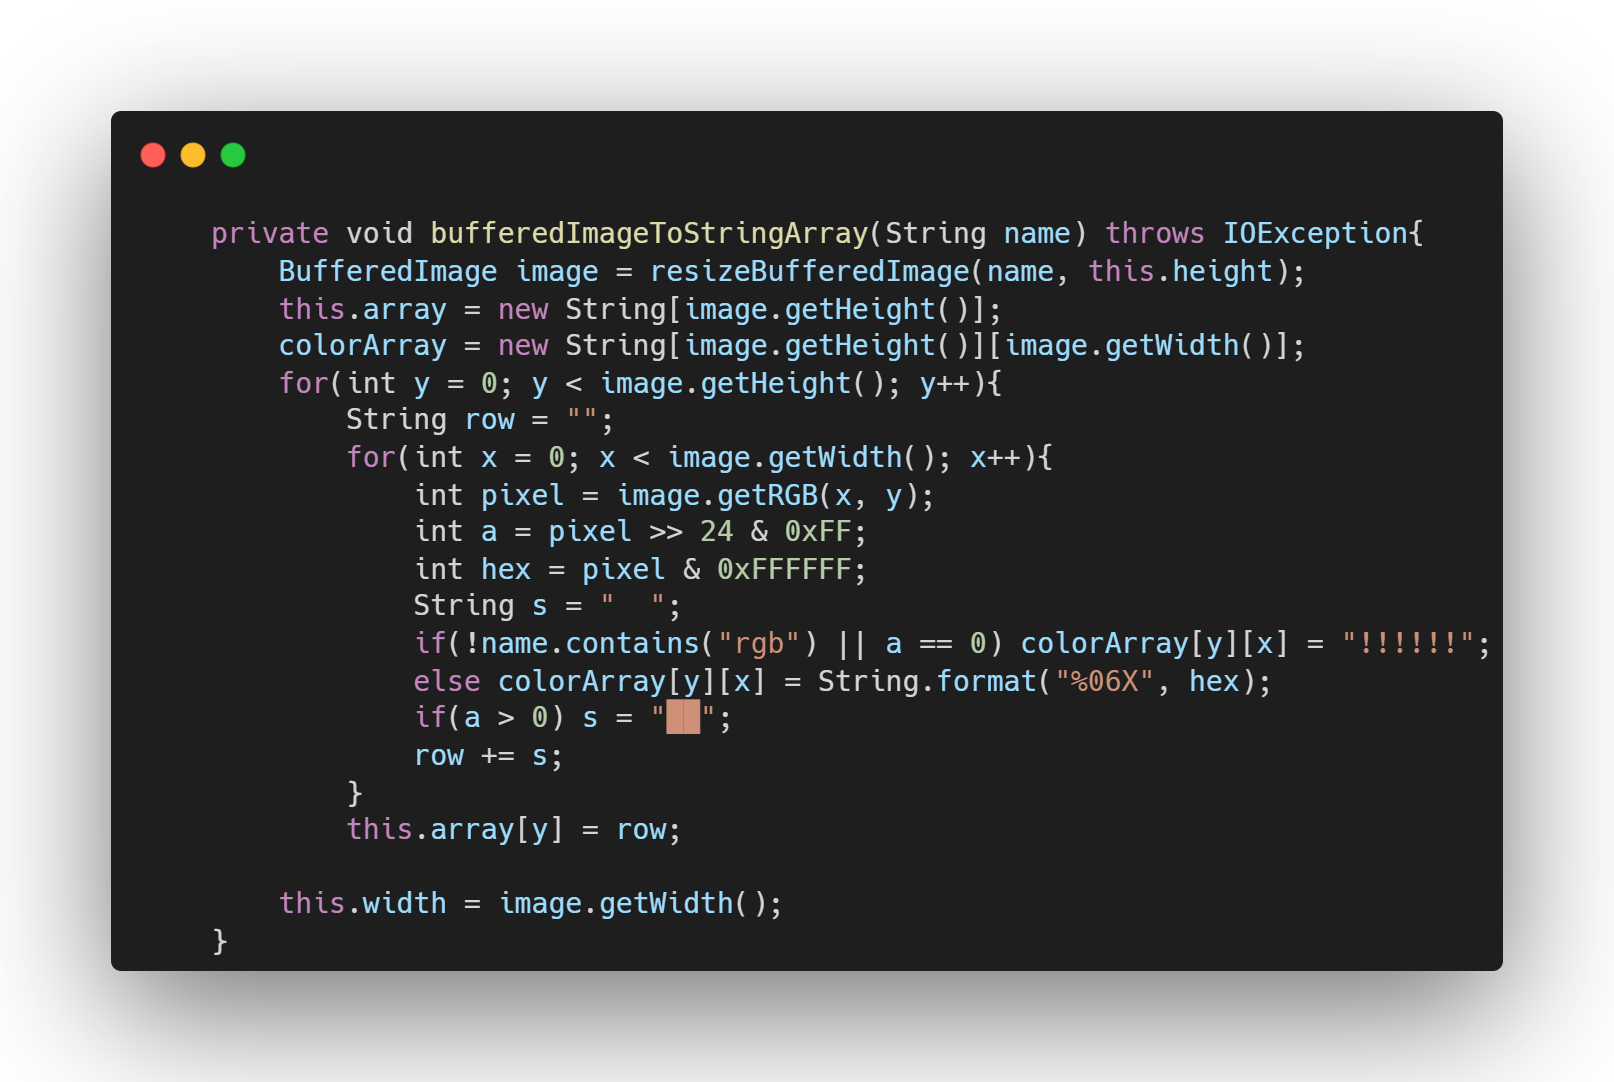 private void bufferedImageToStringArray(String name) throws IOException{
    BufferedImage image = resizeBufferedImage(name, this.height);
    this.array = new String[image.getHeight()];
    colorArray = new String[image.getHeight()][image.getWidth()];
    for(int y = 0; y < image.getHeight(); y++){
        String row = "";
        for(int x = 0; x < image.getWidth(); x++){
            int pixel = image.getRGB(x, y);
            int a = pixel >> 24 & 0xFF;
            int hex = pixel & 0xFFFFFF;
            String s = "  ";
            if(!name.contains("rgb") || a == 0) colorArray[y][x] = "!!!!!!";
            else colorArray[y][x] = String.format("%06X", hex);
            if(a > 0) s = "██";
            row += s;
        }
        this.array[y] = row;

    this.width = image.getWidth();
}